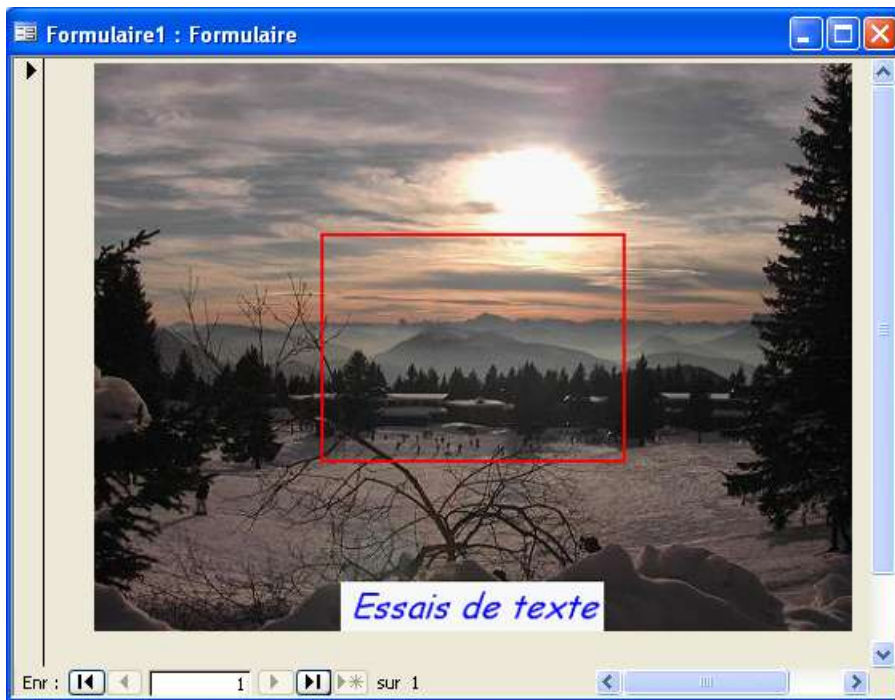 Formulaire1 : Formulaire
Essais de texte
Enr : 1 sur 1